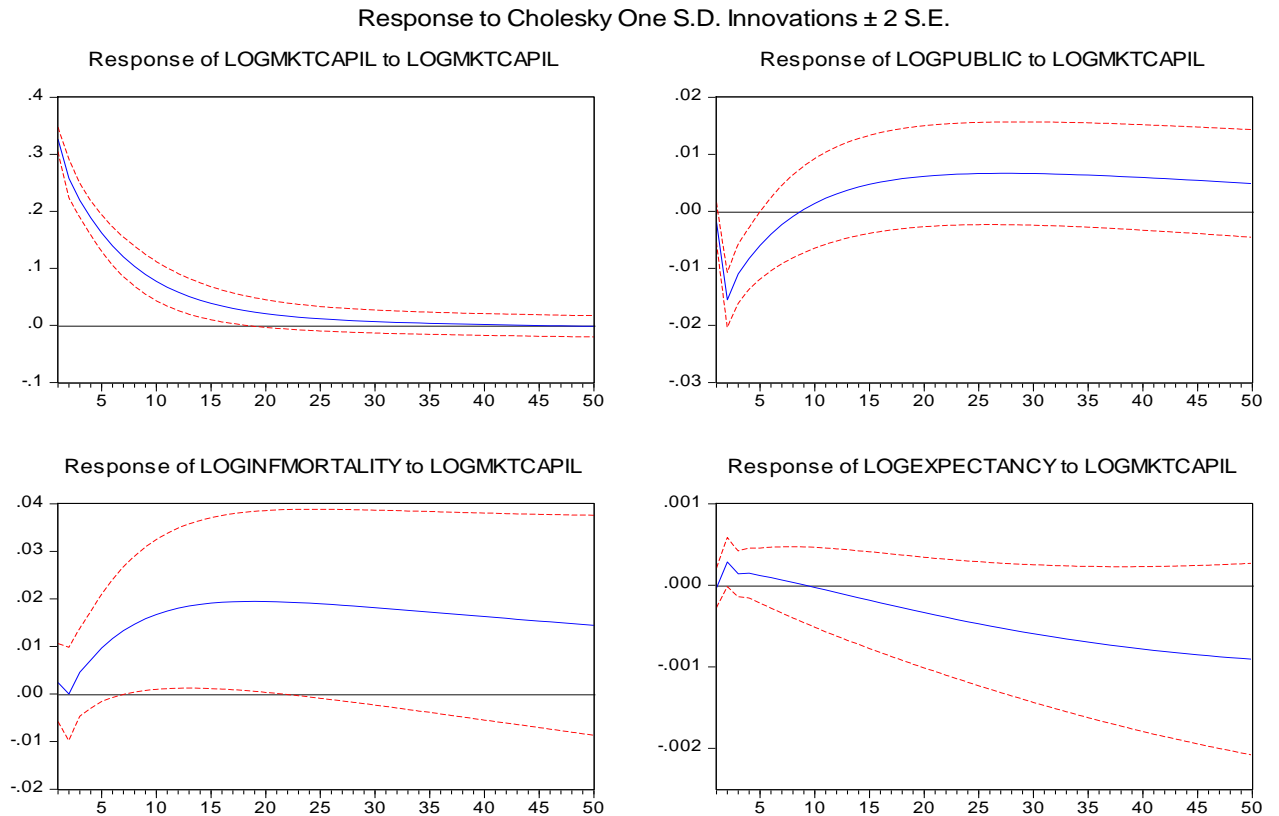 Response to Cholesky One S.D. Innovations ± 2 S.E.
Response of LOGMKTCAPIL to LOGMKTCAPIL
.4
.3
.2
.1
.0
-.1
5 10 15 20 25 30 35 40 45 50
Response of LOGPUBLIC to LOGMKTCAPIL
.02
.01
.00
-.01
-.02
-.03
5 10 15 20 25 30 35 40 45 50
Response of LOGINFMORTALITY to LOGMKTCAPIL
.04
.03
.02
.01
.00
-.01
-.02
5 10 15 20 25 30 35 40 45 50
Response of LOGEXPECTANCY to LOGMKTCAPIL
.001
.000
-.001
-.002
5 10 15 20 25 30 35 40 45 50